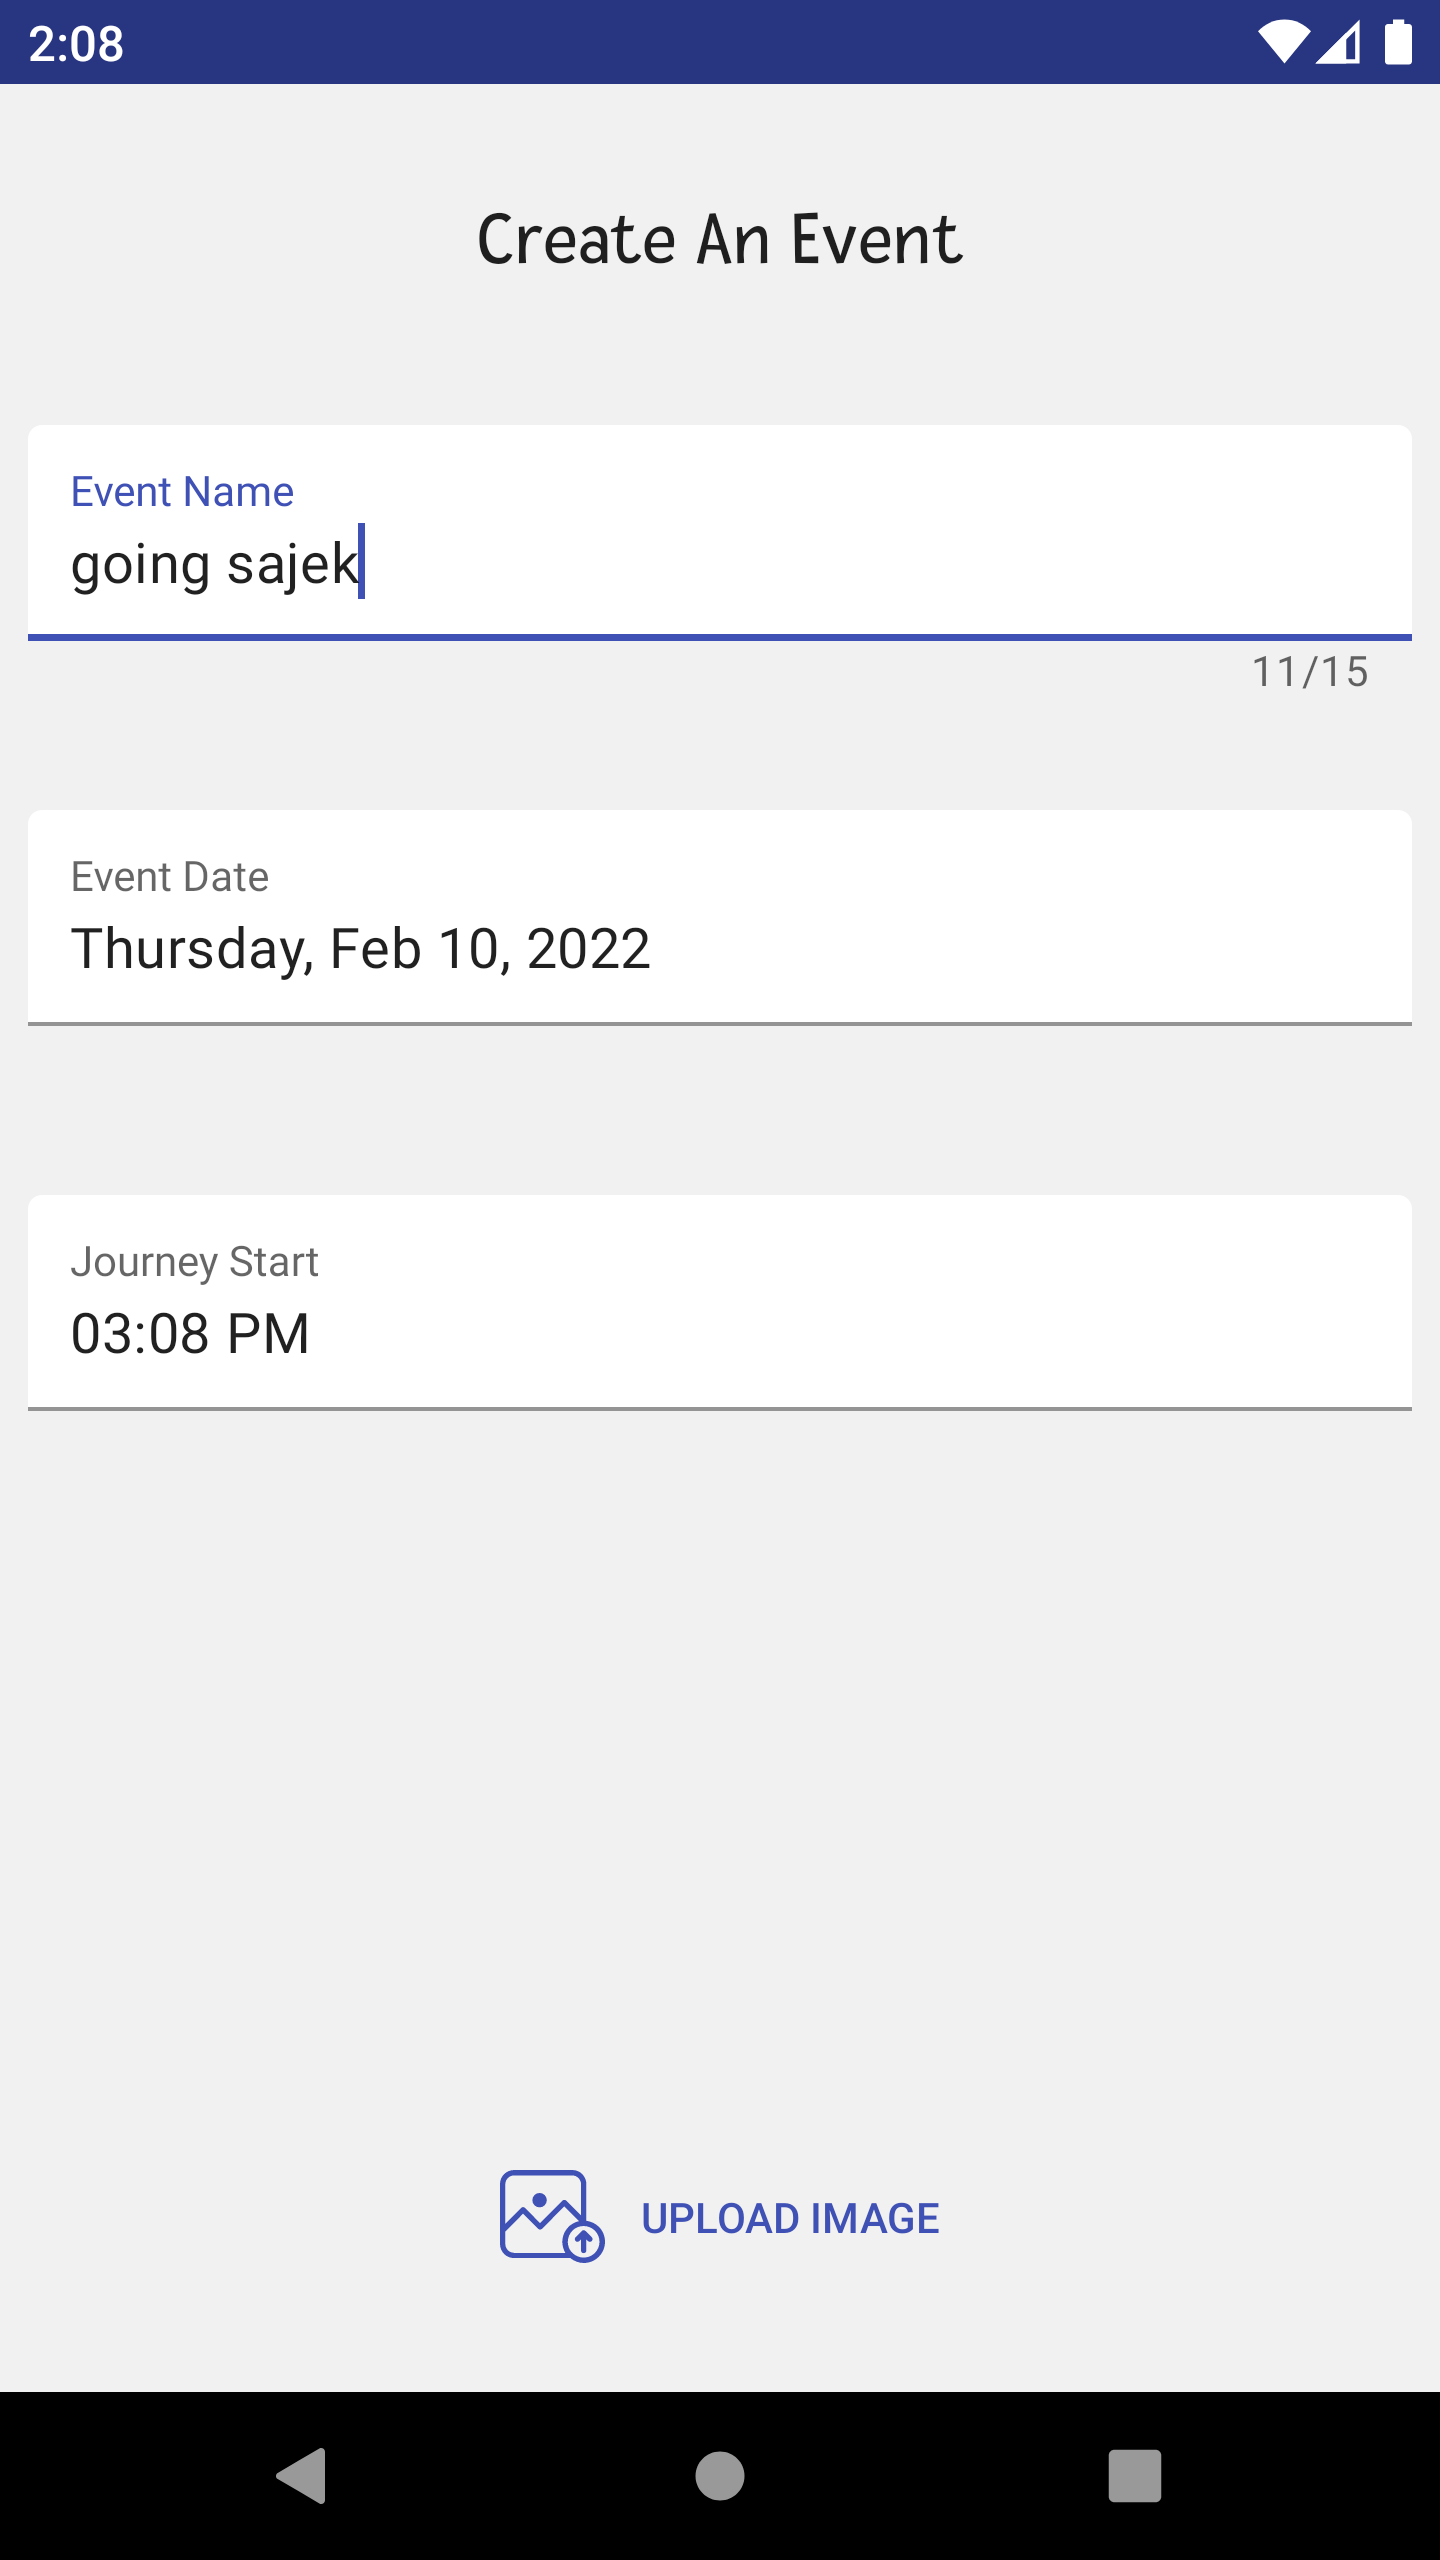 2:08
Create An Event
Event Name
going sajek
11/15
Event Date
Thursday, Feb 10, 2022
Journey Start
03:08 PM
UPLOAD IMAGE